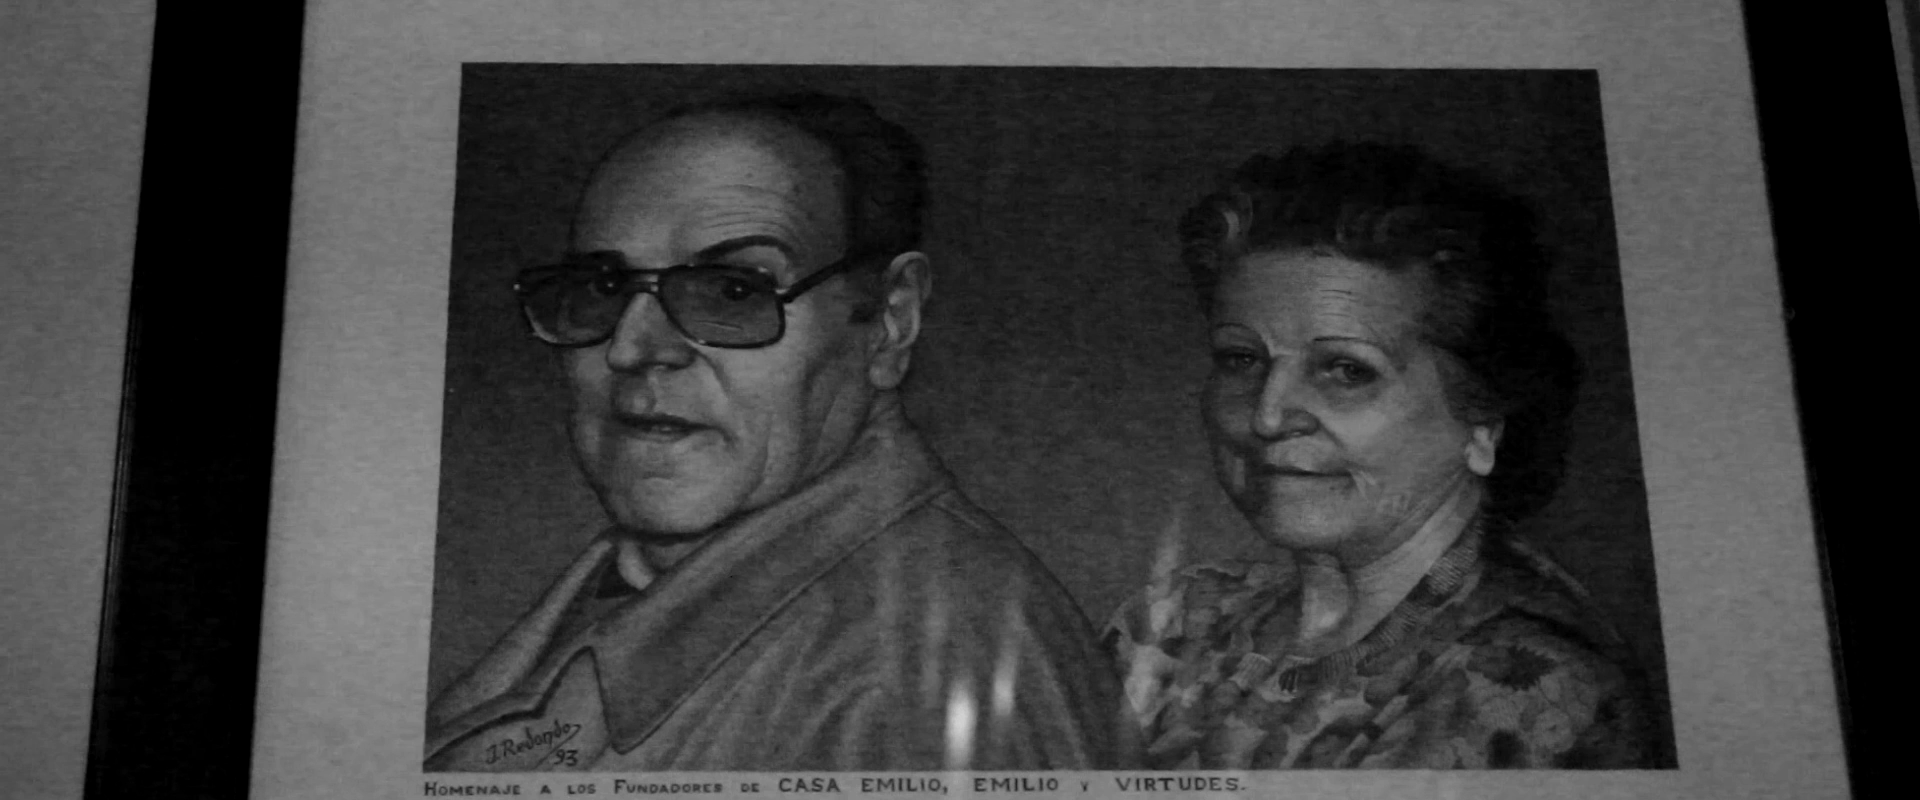 J. Redondo
93
HOMENAJE A LOS FUNDADORES DE CASA EMILIO, EMILIO Y VIRTUDES.